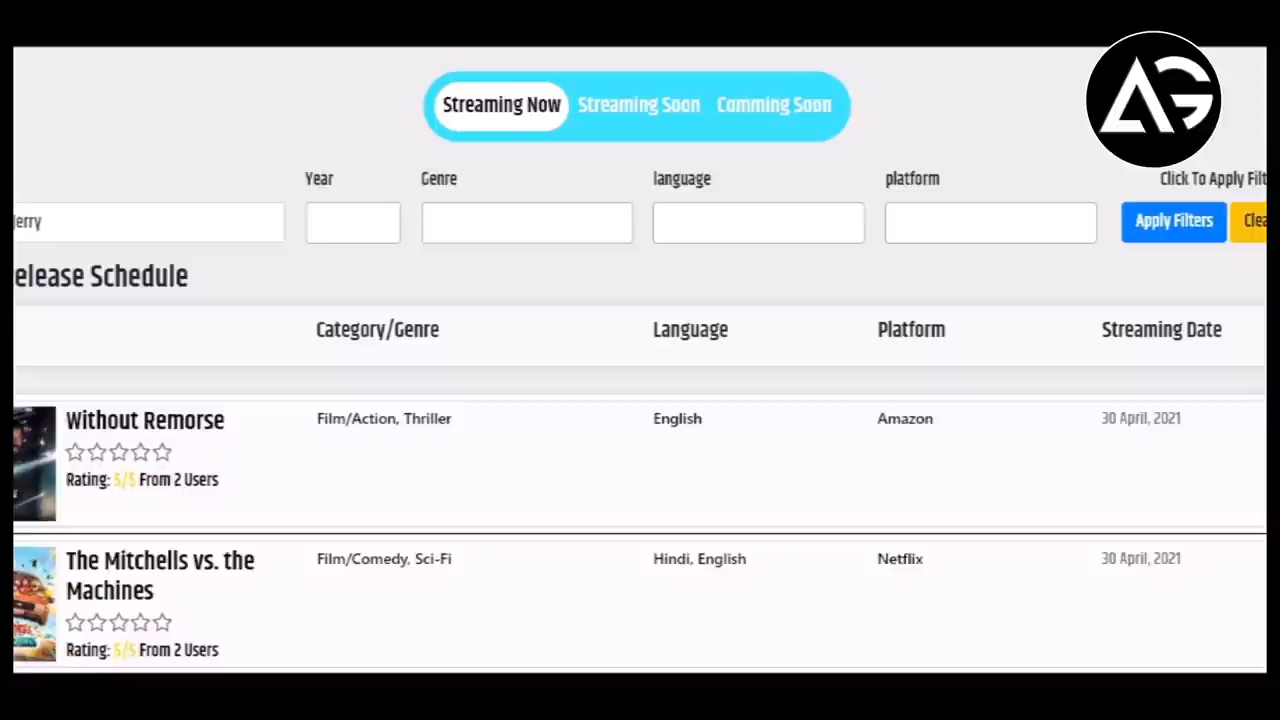 AG
Streaming Now Streaming Soon Comming Soon
Year Genre language platform Click To Apply Filt
Jerry Apply Filters Clea
elease Schedule
Category/Genre Language Platform Streaming Date
Without Remorse Film/Action, Thriller English Amazon 30 April, 2021
Rating: 5/5 From 2 Users
The Mitchells vs. the Film/Comedy, Sci-Fi Hindi, English Netflix 30 April, 2021
Machines
Rating: 5/5 From 2 Users